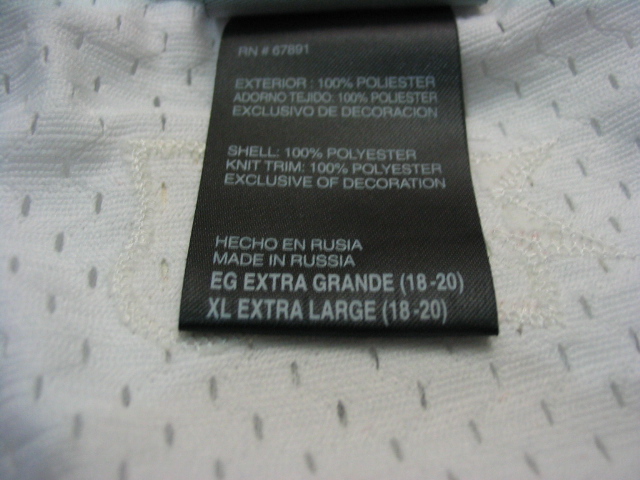 RN # 67891
EXTERIOR : 100% POLIESTER
ADORNO TEJIDO: 100% POLIESTER
EXCLUSIVO DE DECORACION
SHELL: 100% POLYESTER
KNIT TRIM: 100% POLYESTER
EXCLUSIVE OF DECORATION
HECHO EN RUSIA
MADE IN RUSSIA
EG EXTRA GRANDE (18-20)
XL EXTRA LARGE (18-20)